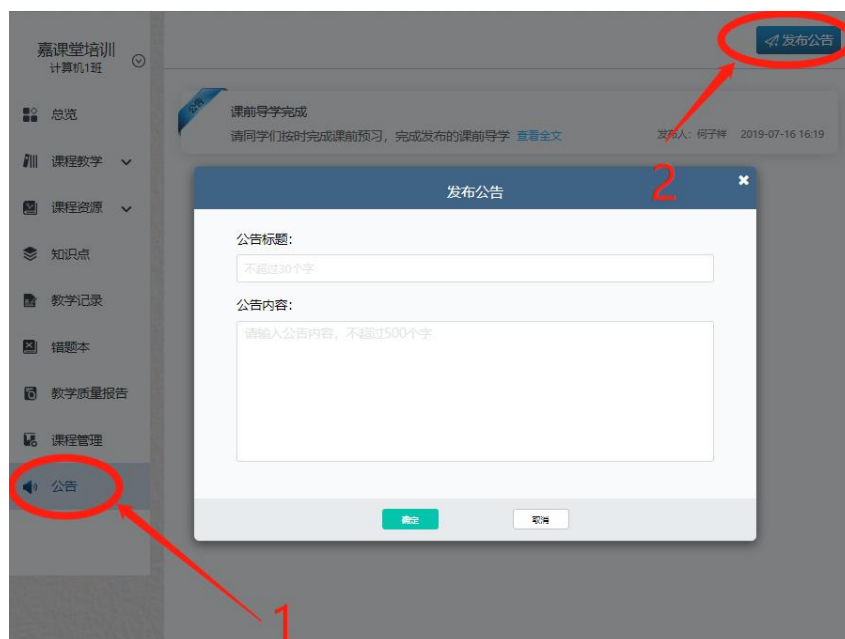 嘉课堂培训
计算机1班
发布公告
总览
课程教学
课程资源
知识点
教学记录
错题本
教学质量报告
课程管理
公告
公告
课前导学完成
请同学们按时完成课前预习，完成发布的课前导学 查看全文
发布人：何子祥 2019-07-16 16:19
发布公告
公告标题：
不超过30个字
公告内容：
请输入公告内容，不超过500个字
确定
取消
1
2